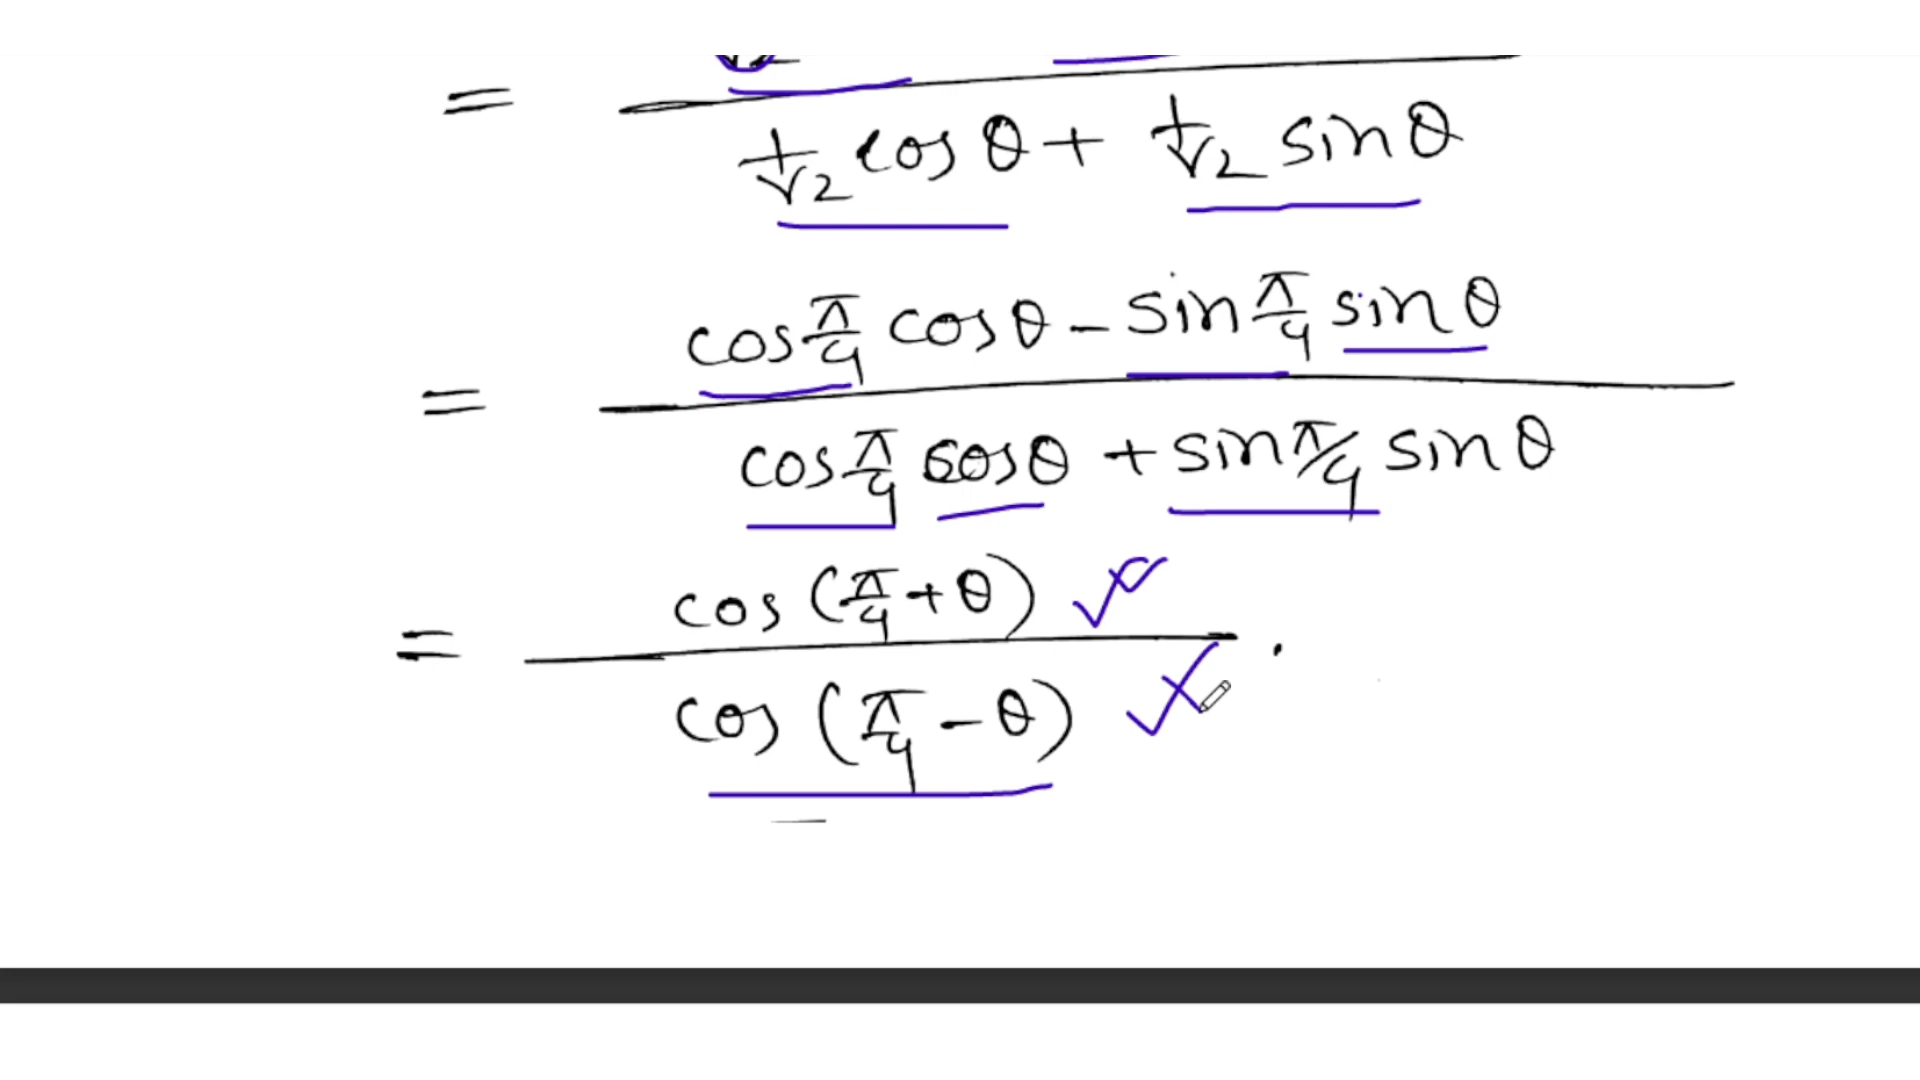 =
1/√2 cos θ + 1/√2 sin θ
cos π/4 cos θ - sin π/4 sin θ
=
cos π/4 cos θ + sin π/4 sin θ
cos (π/4 + θ)
= .
cos (π/4 - θ)